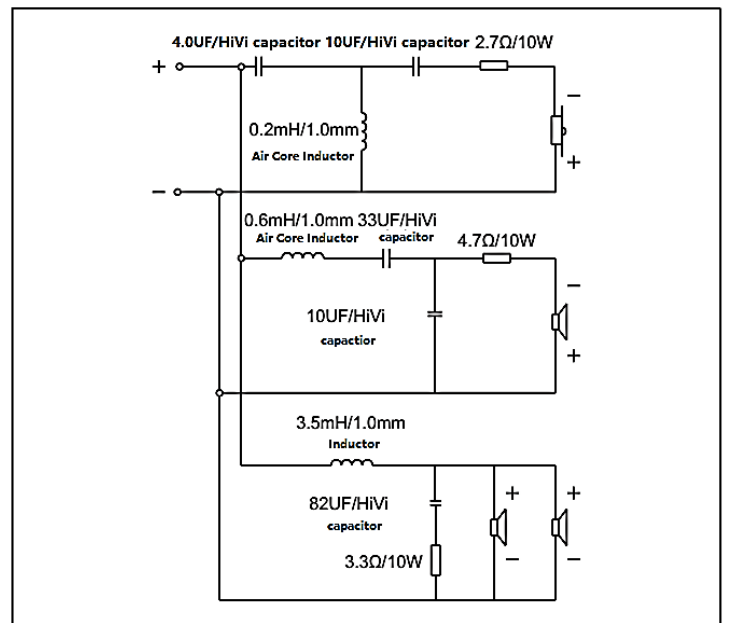 4.0UF/HiVi capacitor 10UF/HiVi capacitor 2.7Ω/10W
+
−
0.2mH/1.0mm
Air Core Inductor
+
−
0.6mH/1.0mm 33UF/HiVi
Air Core Inductor capacitor 4.7Ω/10W
−
10UF/HiVi
capactior
+
3.5mH/1.0mm
Inductor
+ +
82UF/HiVi
capacitor
3.3Ω/10W
− −